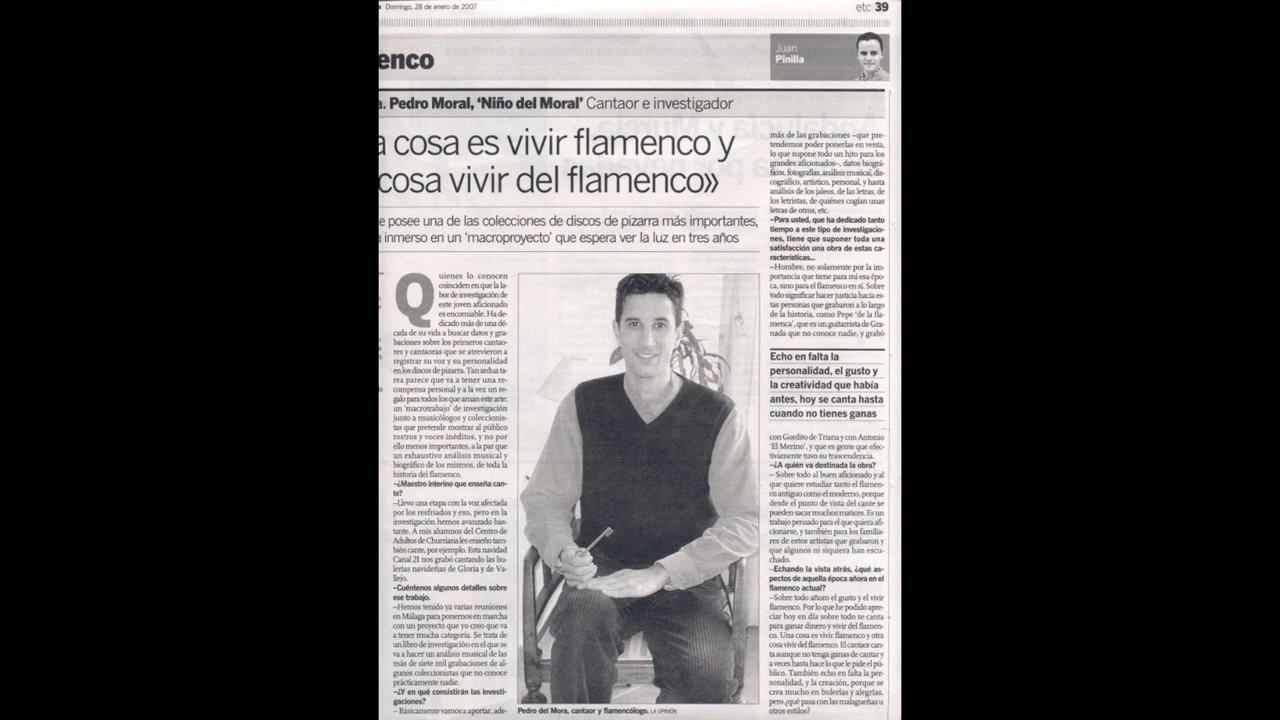 Domingo, 28 de enero de 2007
etc 39
enco
Juan
Pinilla
a. Pedro Moral, ‘Niño del Moral’ Cantaor e investigador
a cosa es vivir flamenco y
cosa vivir del flamenco»
e posee una de las colecciones de discos de pizarra más importantes,
a inmerso en un ‘macroproyecto’ que espera ver la luz en tres años
Quienes lo conocen
coinciden en que la la-
bor de investigación de
este joven aficionado
es encomiable. Ha de-
dicado más de una dé-
cada de su vida a buscar datos y gra-
baciones sobre los primeros cantao-
res y cantaoras que se atrevieron a
registrar su voz y su personalidad
en los discos de pizarra. Tan ardua ta-
rea parece que va a tener una re-
compensa personal y a la vez un re-
galo para todos los que aman este arte:
un ‘macrotrabajo’ de investigación
junto a musicólogos y coleccionis-
tas que pretende mostrar al público
rostros y voces inéditos, y no por
ello menos importantes, a la par que
un exhaustivo análisis musical y
biográfico de los mismos, de toda la
historia del flamenco.
–¿Maestro interino que enseña can-
te?
–Llevo una etapa con la voz afectada
por los resfriados y eso, pero en la
investigación hemos avanzado bas-
tante. A mis alumnos del Centro de
Adultos de Churriana les enseño tam-
bién cante, por ejemplo. Esta navidad
Canal 21 nos grabó cantando las bu-
lerías navideñas de Gloria y de Va-
llejo.
–Cuéntenos algunos detalles sobre
ese trabajo.
–Hemos tenido ya varias reuniones
en Málaga para ponernos en marcha
con un proyecto que yo creo que va
a tener mucha categoría. Se trata de
un libro de investigación en el que se
va a hacer un análisis musical de las
más de siete mil grabaciones de al-
gunos coleccionistas que no conoce
prácticamente nadie.
–¿Y en qué consistirán las investi-
gaciones?
– Básicamente vamos a aportar, ade-
Pedro del Mora, cantaor y flamencólogo. LA OPINIÓN
más de las grabaciones –que pre-
tendemos poder ponerlas en venta,
lo que supone todo un hito para los
grandes aficionados–, datos biográ-
ficos, fotografías, análisis musical, dis-
cográfico, artístico, personal, y hasta
análisis de los jaleos, de las letras, de
los letristas, de quiénes cogían unas
letras de otros, etc.
–Para usted, que ha dedicado tanto
tiempo a este tipo de investigacio-
nes, tiene que suponer toda una
satisfacción una obra de estas ca-
racterísticas...
–Hombre, no solamente por la im-
portancia que tiene para mí esa épo-
ca, sino para el flamenco en sí. Sobre
todo significar hacer justicia hacia es-
tas personas que grabaron a lo largo
de la historia, como Pepe ‘de la fla-
menca’, que es un guitarrista de Gra-
nada que no conoce nadie, y grabó
Echo en falta la
personalidad, el gusto y
la creatividad que había
antes, hoy se canta hasta
cuando no tienes ganas
con Gordito de Triana y con Antonio
‘El Merino’, y que es gente que efec-
tivamente tuvo su trascendencia.
–¿A quién va destinada la obra?
– Sobre todo al buen aficionado y al
que quiere estudiar tanto el flamen-
co antiguo como el moderno, porque
desde el punto de vista del cante se
pueden sacar muchos matices. Es un
trabajo pensado para el que quiera afi-
cionarse, y también para los familia-
res de estos artistas que grabaron y
que algunos ni siquiera han escu-
chado.
–Echando la vista atrás, ¿qué as-
pectos de aquella época añora en el
flamenco actual?
–Sobre todo añoro el gusto y el vivir
flamenco. Por lo que he podido apre-
ciar hoy en día sobre todo se canta
para ganar dinero y vivir del flamen-
co. Una cosa es vivir flamenco y otra
cosa vivir del flamenco. El cantaor can-
ta aunque no tenga ganas de cantar y
a veces hasta hace lo que le pide el pú-
blico. También echo en falta la per-
sonalidad, y la creación, porque se
crea mucho en bulerías y alegrías,
pero ¿qué pasa con las malagueñas u
otros estilos?